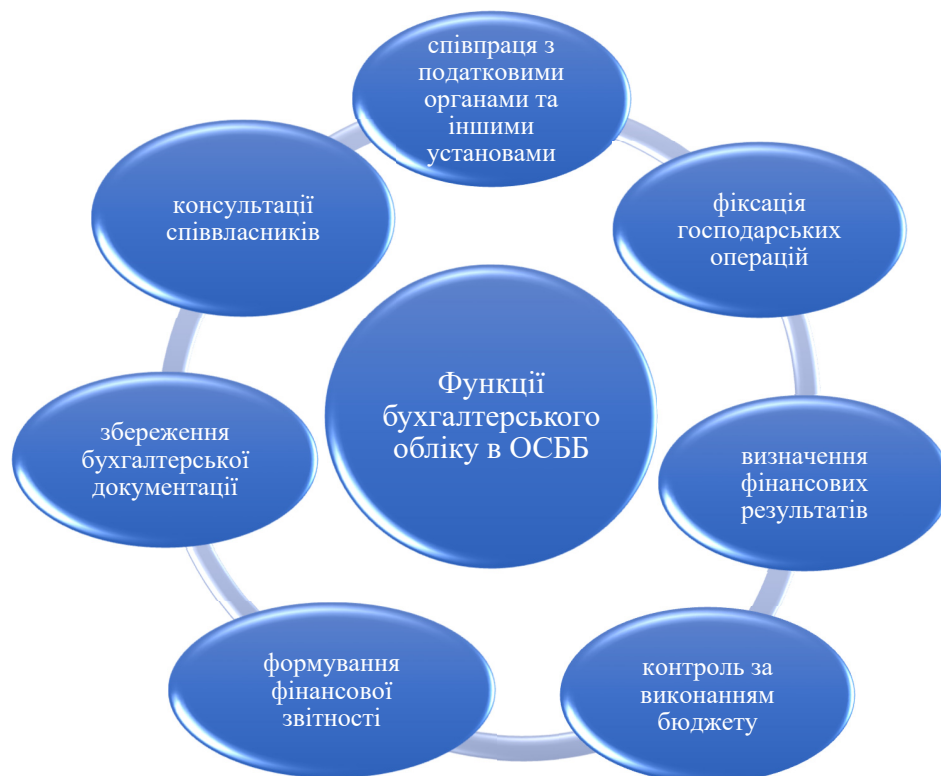 співпраця з
податковими
органами та
іншими
установами
фіксація
господарських
операцій
визначення
фінансових
результатів
контроль за
виконанням
бюджету
формування
фінансової
звітності
збереження
бухгалтерської
документації
консультації
співвласників
Функції
бухгалтерського
обліку в ОСББ